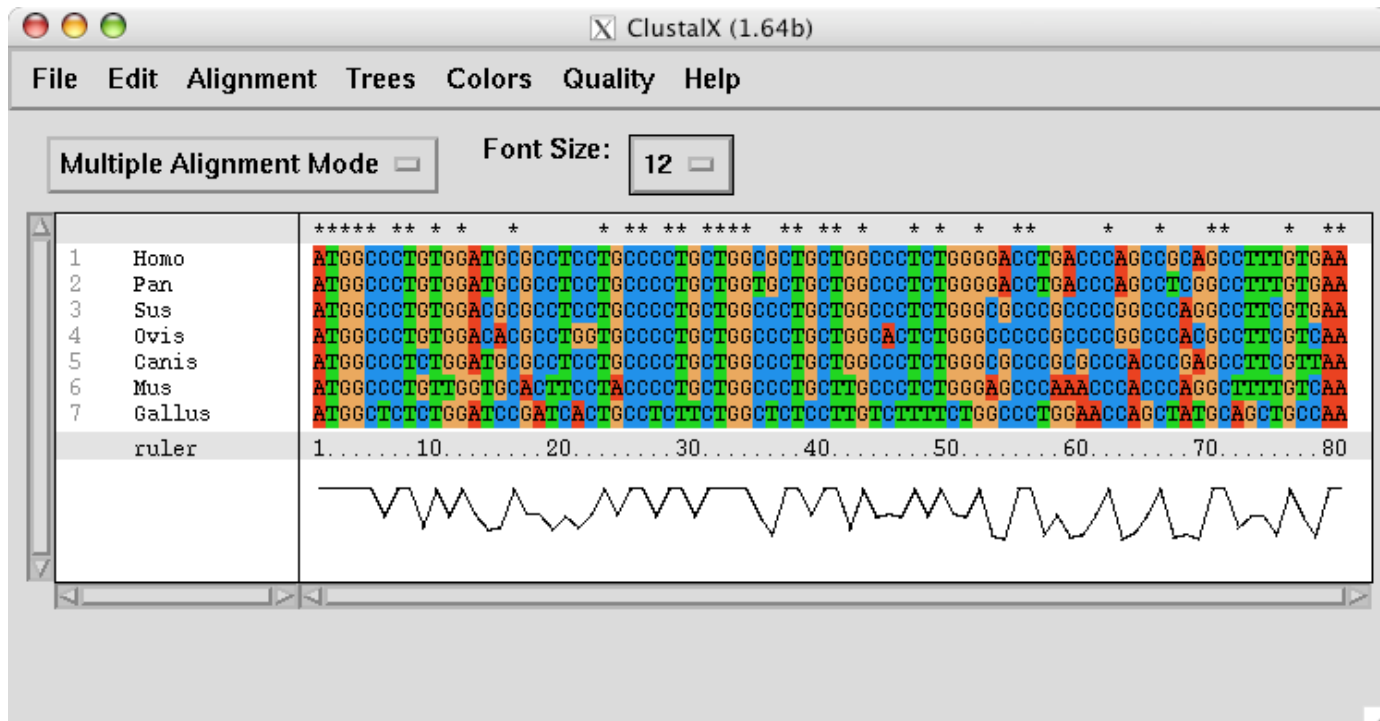 ClustalX (1.64b)
File Edit Alignment Trees Colors Quality Help
Multiple Alignment Mode Font Size: 12
***** ** * *   *      * ** ** ****  ** ** *   * *  *  **     *   *   **    *  **
1 Homo ATGGCCCTGTGGATGCGCCTCCTGCCCCTGCTGGCGCTGCTGGCCCTCTGGGGACCTGACCCAGCCGCAGCCTTTGTGAA
2 Pan ATGGCCCTGTGGATGCGCCTCCTGCCCCTGCTGGTGCTGCTGGCCCTCTGGGGACCTGACCCAGCCTCGGCCTTTGTGAA
3 Sus ATGGCCCTGTGGACGCGCCTCCTGCCCCTGCTGGCCCTGCTGGCCCTCTGGGCGCCCGCCCCGGCCCAGGCCTTCGTGAA
4 Ovis ATGGCCCTGTGGACACGCCTGGTGCCCCTGCTGGCCCTGCTGGCACTCTGGGCCCCCGCCCCGGCCCACGCCTTCGTCAA
5 Canis ATGGCCCTCTGGATGCGCCTCCTGCCCCTGCTGGCCCTGCTGGCCCTCTGGGCGCCCGCGCCCACCCGAGCCTTCGTTAA
6 Mus ATGGCCCTGTTGGTGCACTTCCTACCCCTGCTGGCCCTGCTTGCCCTCTGGGAGCCCAAACCCACCCAGGCTTTTGTCAA
7 Gallus ATGGCTCTCTGGATCCGATCACTGCCTCTTCTGGCTCTCCTTGTCTTTTCTGGCCCTGGAACCAGCTATGCAGCTGCCAA
ruler 1.......10........20........30........40........50........60........70........80